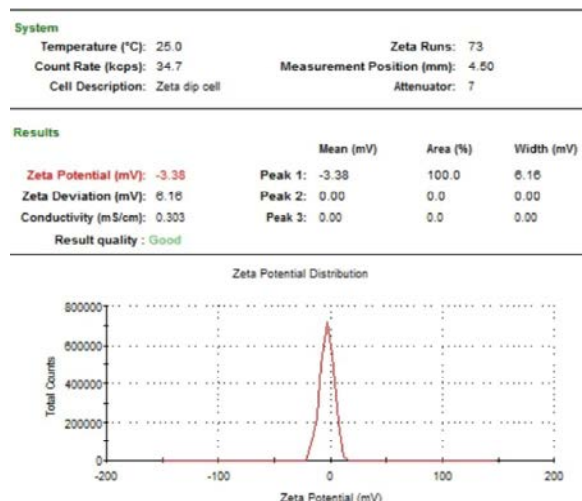 System
Temperature (°C): 25.0 Zeta Runs: 73
Count Rate (kcps): 34.7 Measurement Position (mm): 4.50
Cell Description: Zeta dip cell Attenuator: 7
Results
Mean (mV) Area (%) Width (mV)
Zeta Potential (mV): -3.38 Peak 1: -3.38 100.0 6.16
Zeta Deviation (mV): 6.16 Peak 2: 0.00 0.0 0.00
Conductivity (mS/cm): 0.303 Peak 3: 0.00 0.0 0.00
Result quality : Good
Zeta Potential Distribution
800000
600000
400000
200000
0
Total Counts
-200 -100 0 100 200
Zeta Potential (mV)